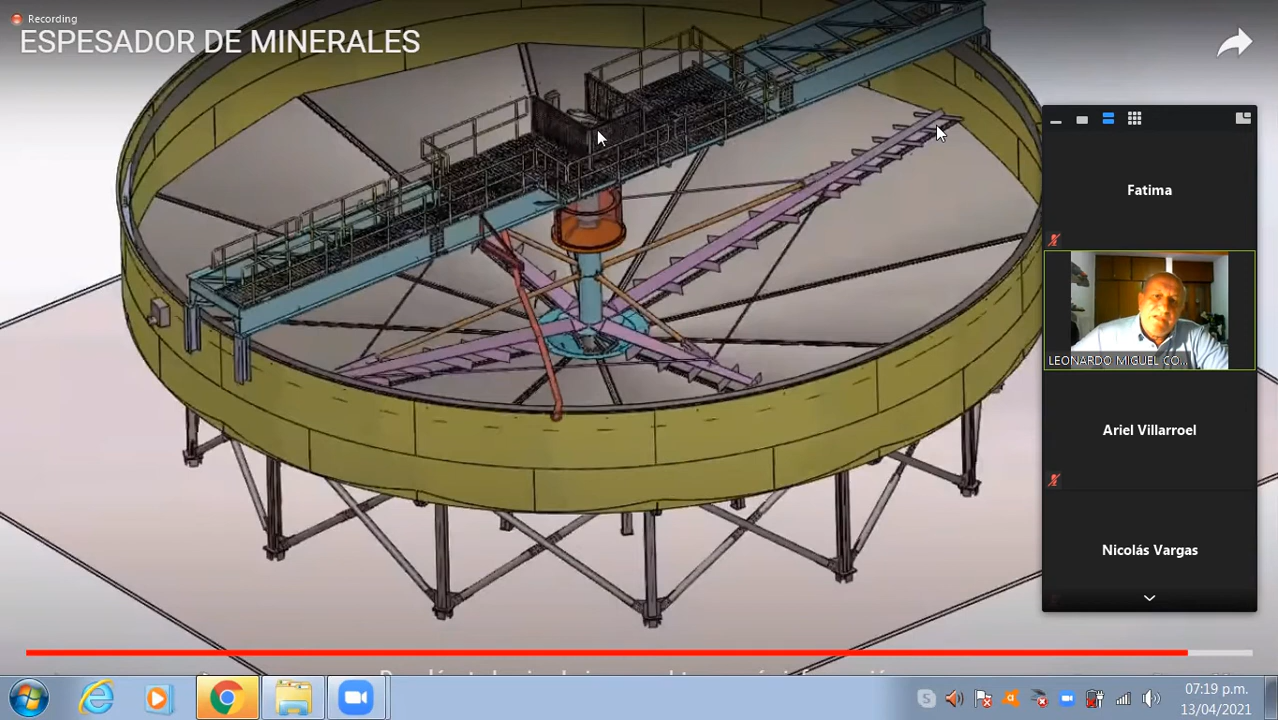 Recording
ESPESADOR DE MINERALES
Fatima
LEONARDO MIGUEL CO...
Ariel Villarroel
Nicolás Vargas
07:19 p.m.
13/04/2021